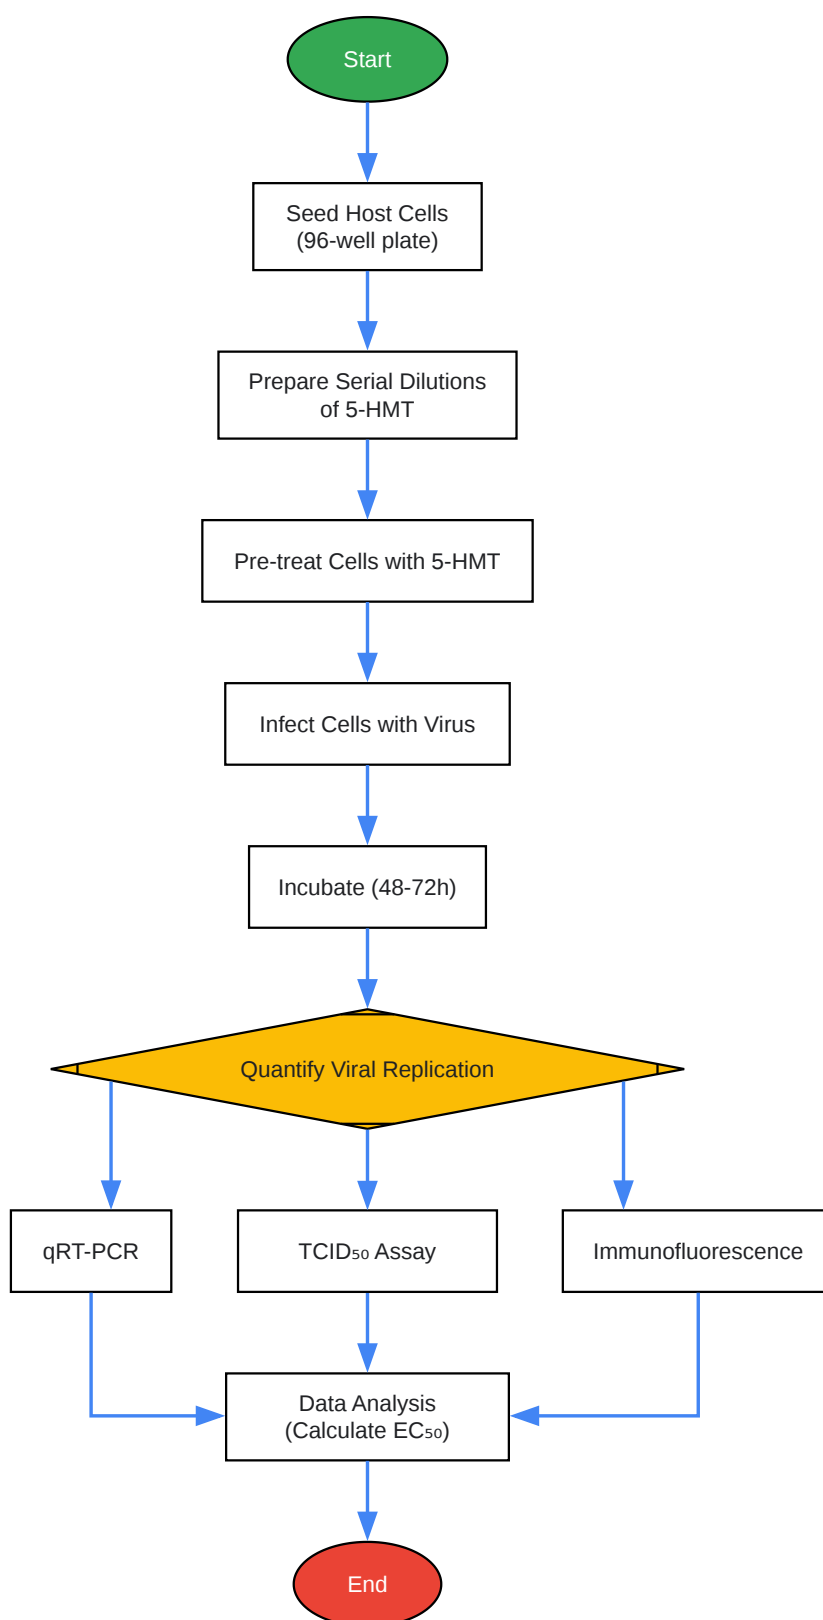 Start
Seed Host Cells
(96-well plate)
Prepare Serial Dilutions
of 5-HMT
Pre-treat Cells with 5-HMT
Infect Cells with Virus
Incubate (48-72h)
Quantify Viral Replication
qRT-PCR
TCID₅₀ Assay
Immunofluorescence
Data Analysis
(Calculate EC₅₀)
End